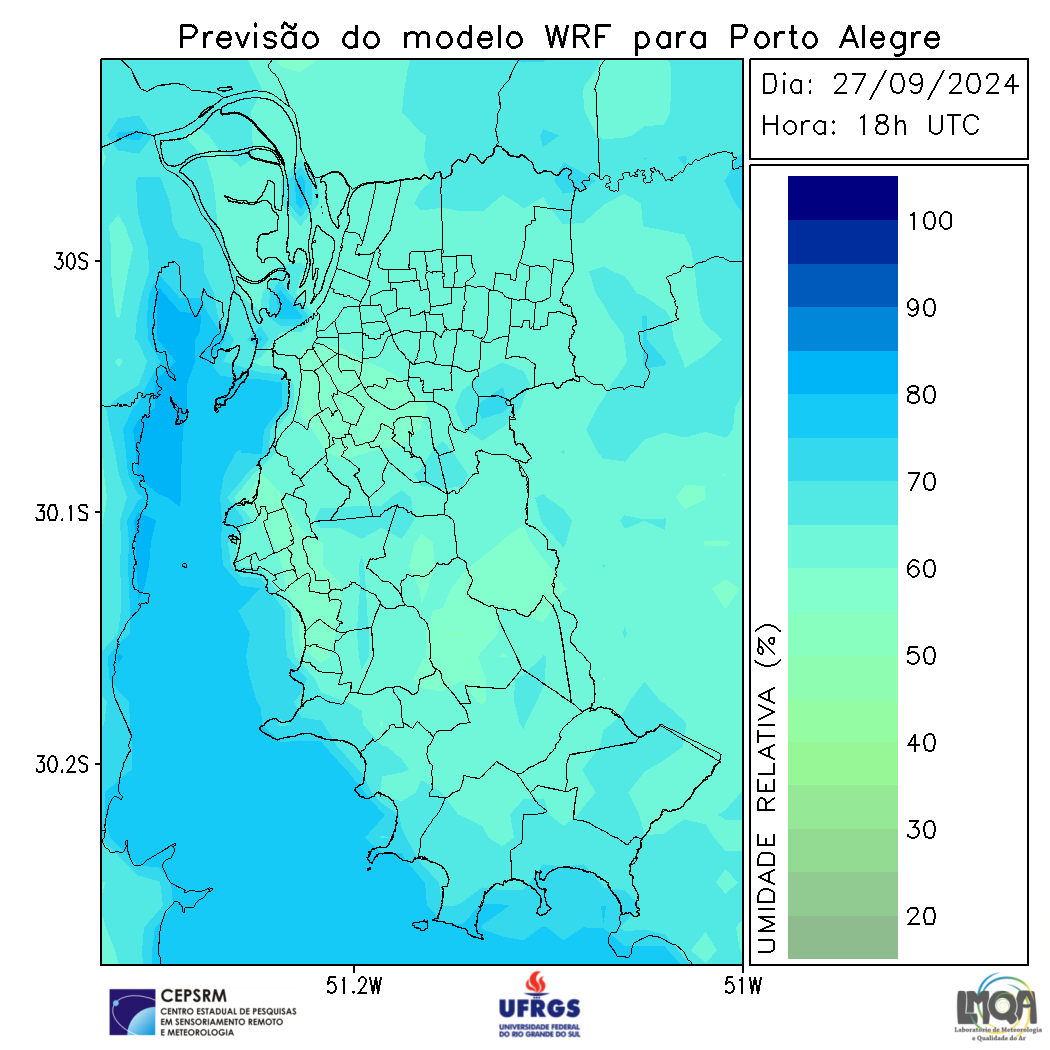 Previsão do modelo WRF para Porto Alegre
Dia: 27/09/2024
Hora: 18h UTC
30S
30.1S
30.2S
51.2W
51W
UMIDADE RELATIVA (%)
100
90
80
70
60
50
40
30
20
CEPSRM
CENTRO ESTADUAL DE PESQUISAS
EM SENSORIAMENTO REMOTO
E METEOROLOGIA
UFRGS
UNIVERSIDADE FEDERAL
DO RIO GRANDE DO SUL
LMQA
Laboratório de Meteorologia
e Qualidade do Ar